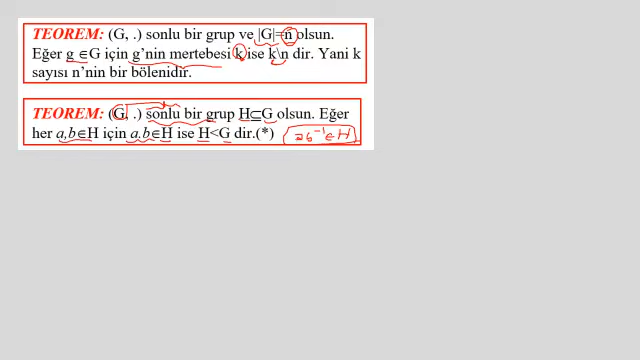 TEOREM: (G, .) sonlu bir grup ve |G|=n olsun.
Eğer g ∈G için g'nin mertebesi k ise k\n dir. Yani k
sayısı n'nin bir bölenidir.
TEOREM: (G, .) sonlu bir grup H⊆G olsun. Eğer
her a,b∈H için a.b∈H ise H<G dir.(*) ab⁻¹∈H